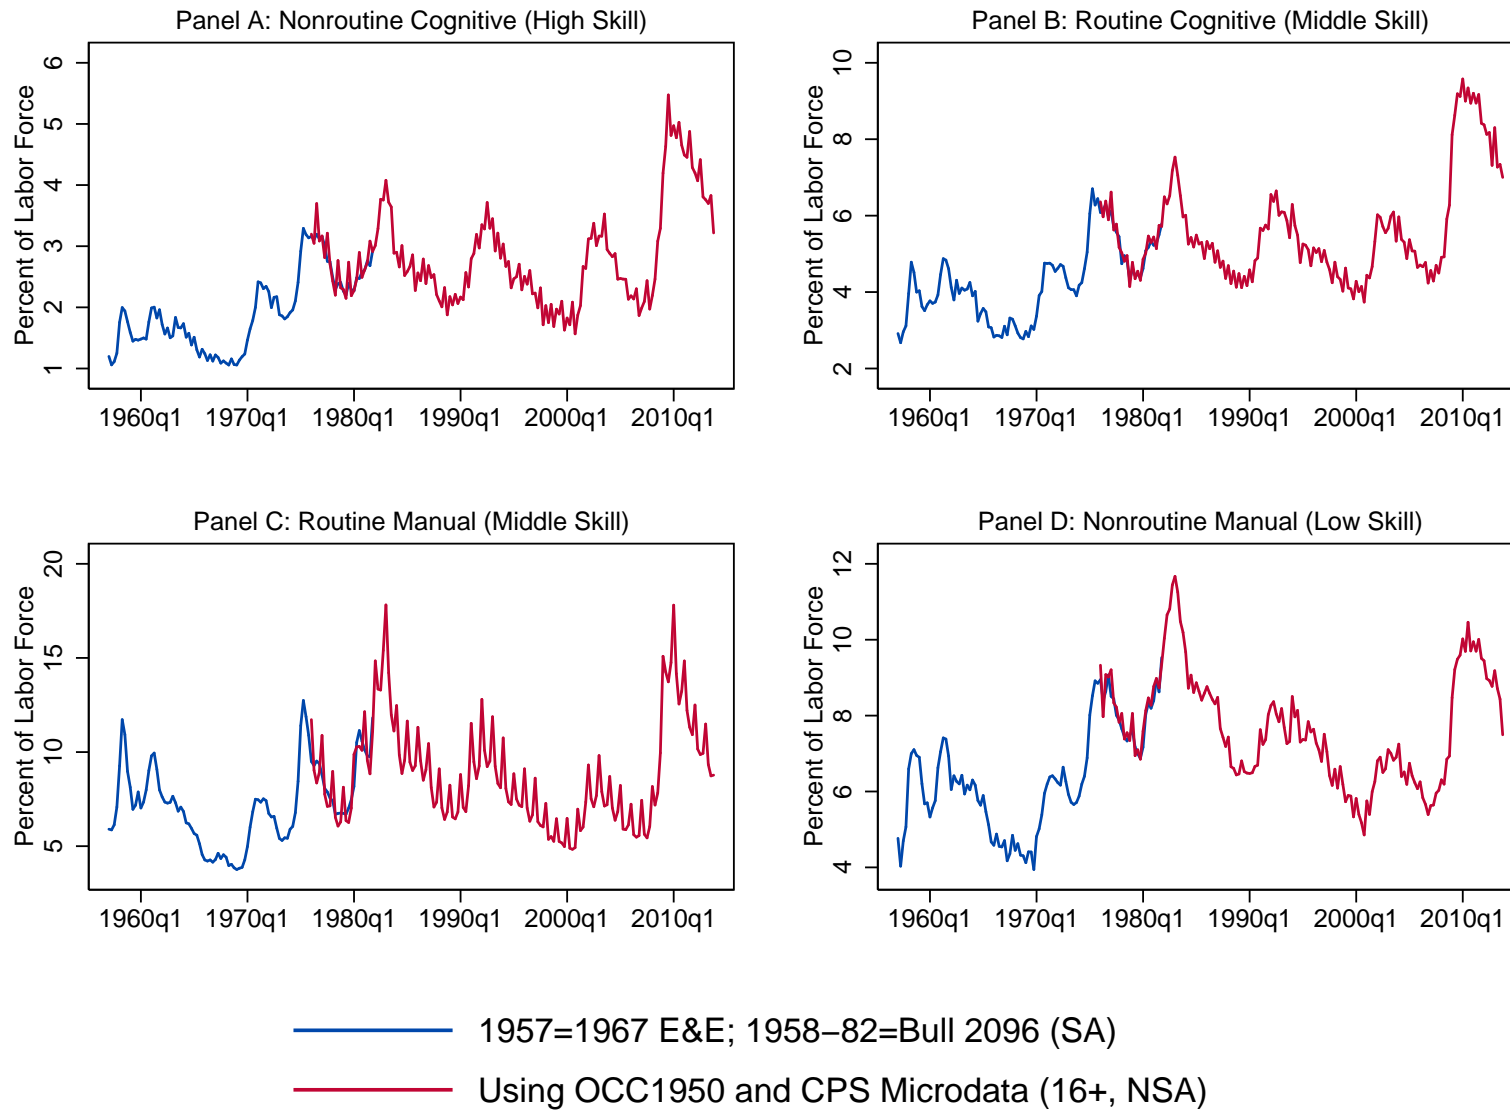 Panel A: Nonroutine Cognitive (High Skill)
Percent of Labor Force
6
5
4
3
2
1
1960q1 1970q1 1980q1 1990q1 2000q1 2010q1
Panel B: Routine Cognitive (Middle Skill)
Percent of Labor Force
10
8
6
4
2
1960q1 1970q1 1980q1 1990q1 2000q1 2010q1
Panel C: Routine Manual (Middle Skill)
Percent of Labor Force
20
15
10
5
1960q1 1970q1 1980q1 1990q1 2000q1 2010q1
Panel D: Nonroutine Manual (Low Skill)
Percent of Labor Force
12
10
8
6
4
1960q1 1970q1 1980q1 1990q1 2000q1 2010q1
1957=1967 E&E; 1958−82=Bull 2096 (SA)
Using OCC1950 and CPS Microdata (16+, NSA)